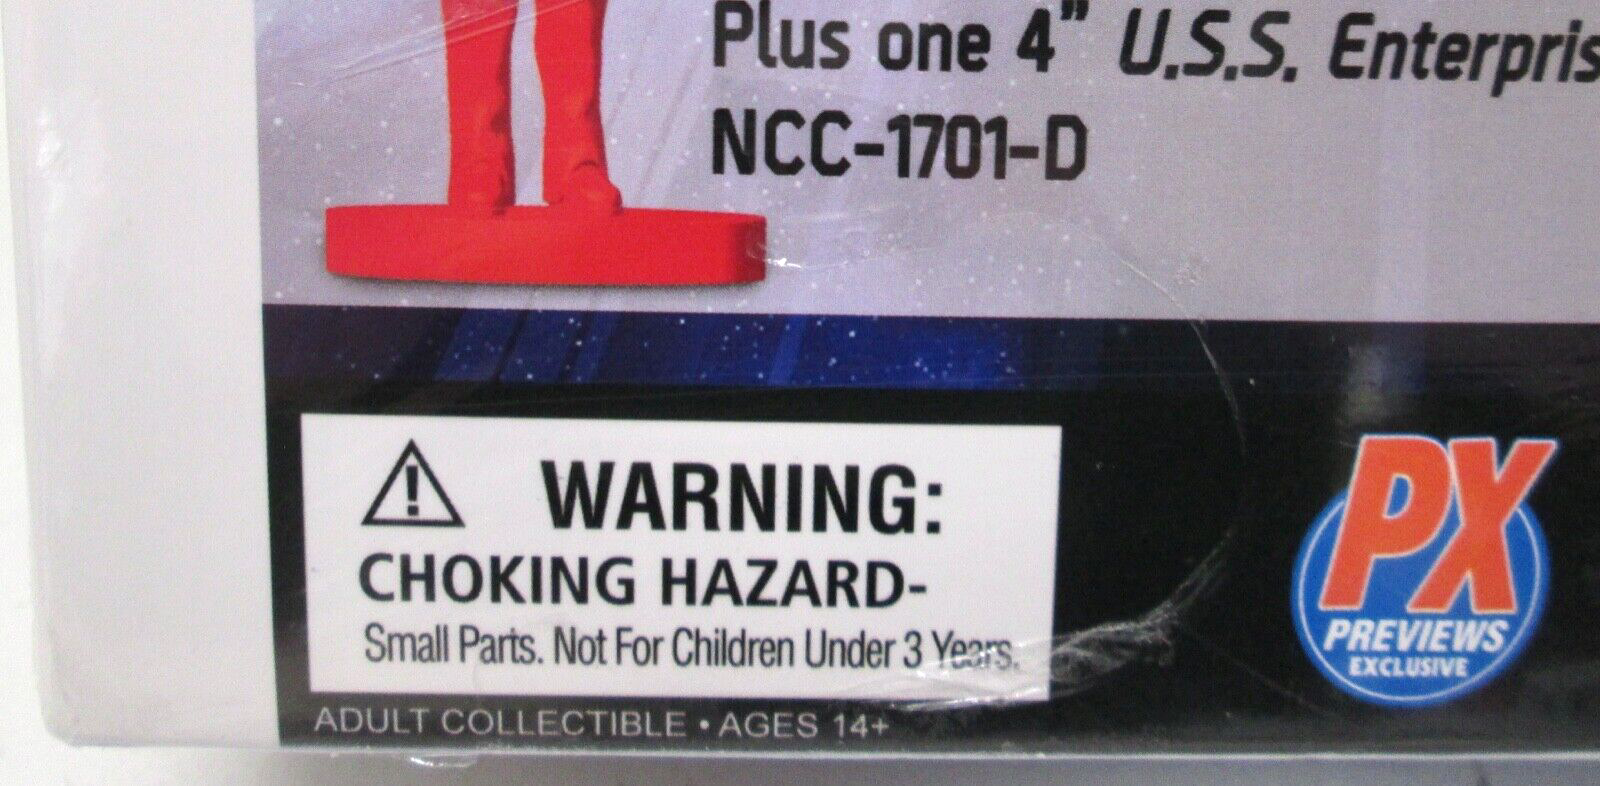 Plus one 4" U.S.S. Enterpris
NCC-1701-D
WARNING:
CHOKING HAZARD-
Small Parts. Not For Children Under 3 Years.
ADULT COLLECTIBLE • AGES 14+
PX
PREVIEWS
EXCLUSIVE